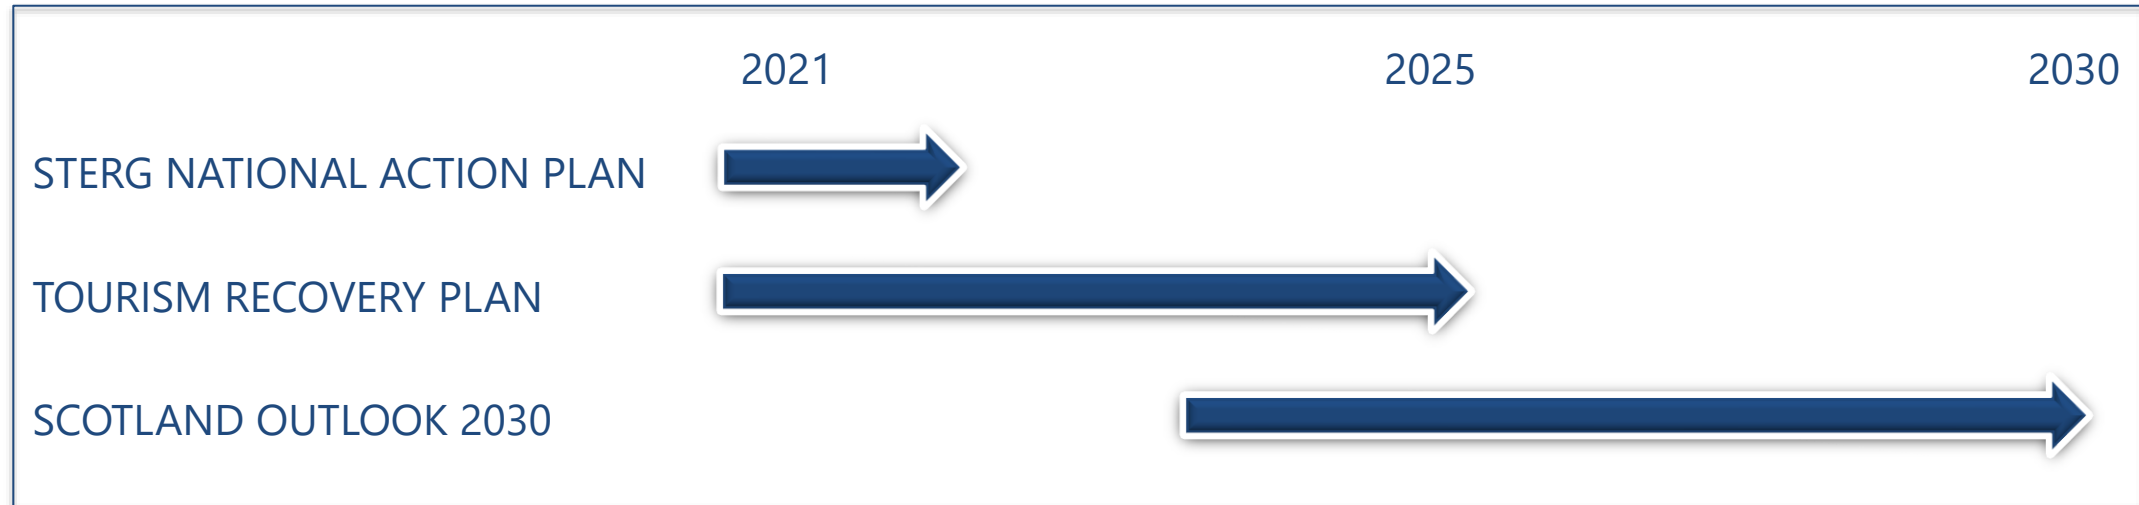 2021 2025 2030
STERG NATIONAL ACTION PLAN
TOURISM RECOVERY PLAN
SCOTLAND OUTLOOK 2030